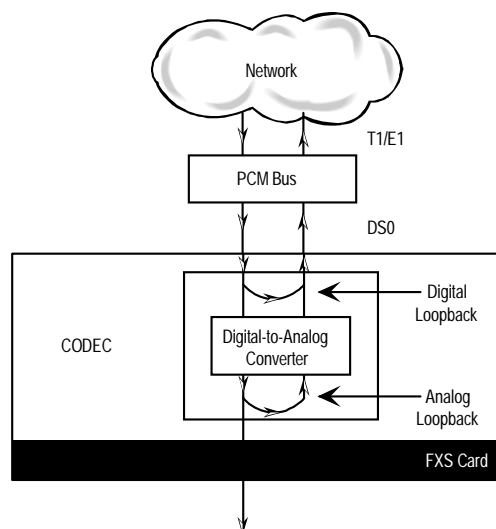 Network
T1/E1
PCM Bus
DS0
Digital
Loopback
CODEC
Digital-to-Analog
Converter
Analog
Loopback
FXS Card